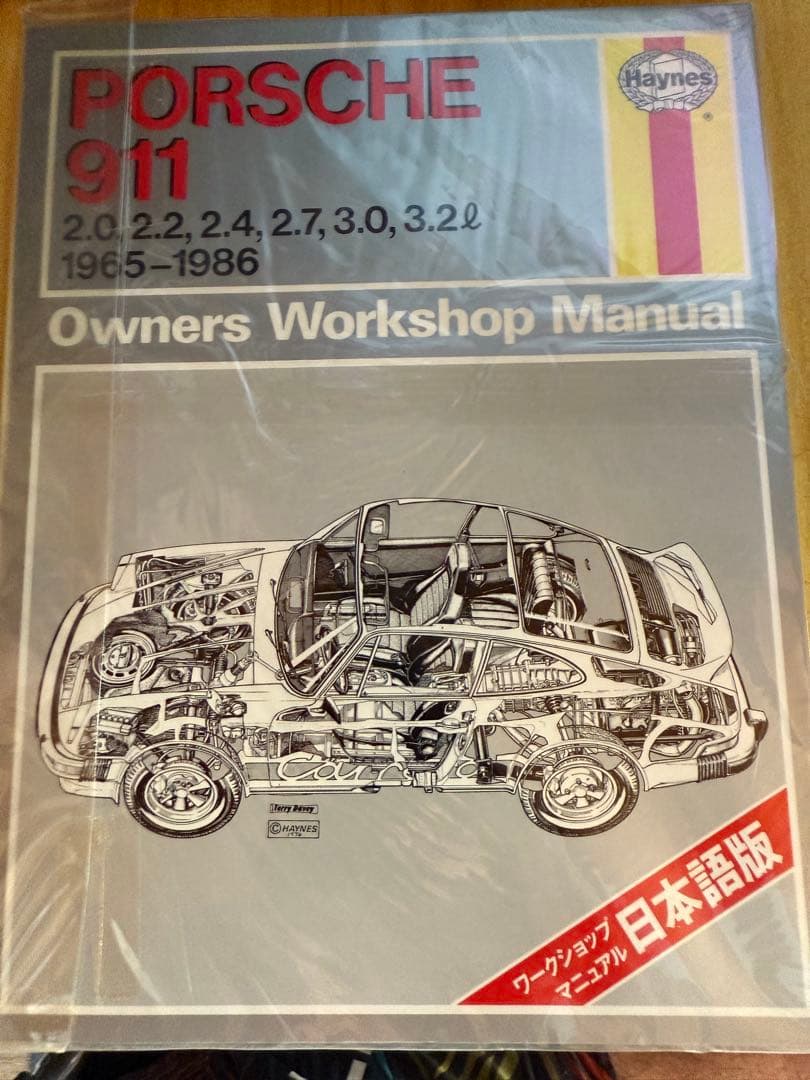 PORSCHE
911
2.0, 2.2, 2.4, 2.7, 3.0, 3.2ℓ
1965-1986
Haynes
®
Owners Workshop Manual
Carrera
Terry Davey
© HAYNES
1976
ワークショップ
マニュアル
日本語版